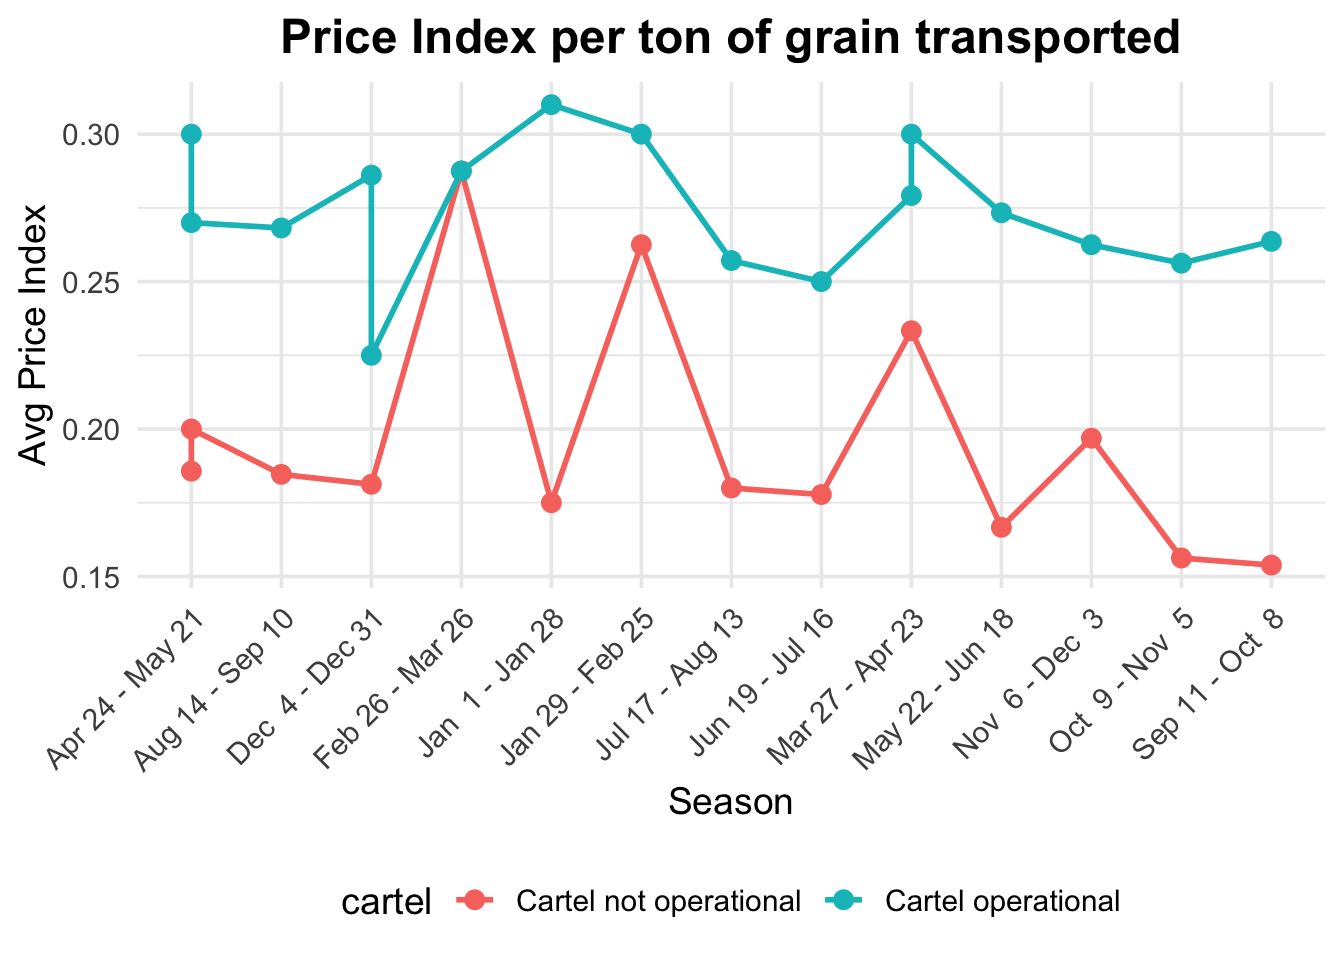 Price Index per ton of grain transported
0.30
0.25
0.20
0.15
Avg Price Index
Apr 24 - May 21
Aug 14 - Sep 10
Dec  4 - Dec 31
Feb 26 - Mar 26
Jan  1 - Jan 28
Jan 29 - Feb 25
Jul 17 - Aug 13
Jun 19 - Jul 16
Mar 27 - Apr 23
May 22 - Jun 18
Nov  6 - Dec  3
Oct  9 - Nov  5
Sep 11 - Oct  8
Season
cartel Cartel not operational Cartel operational